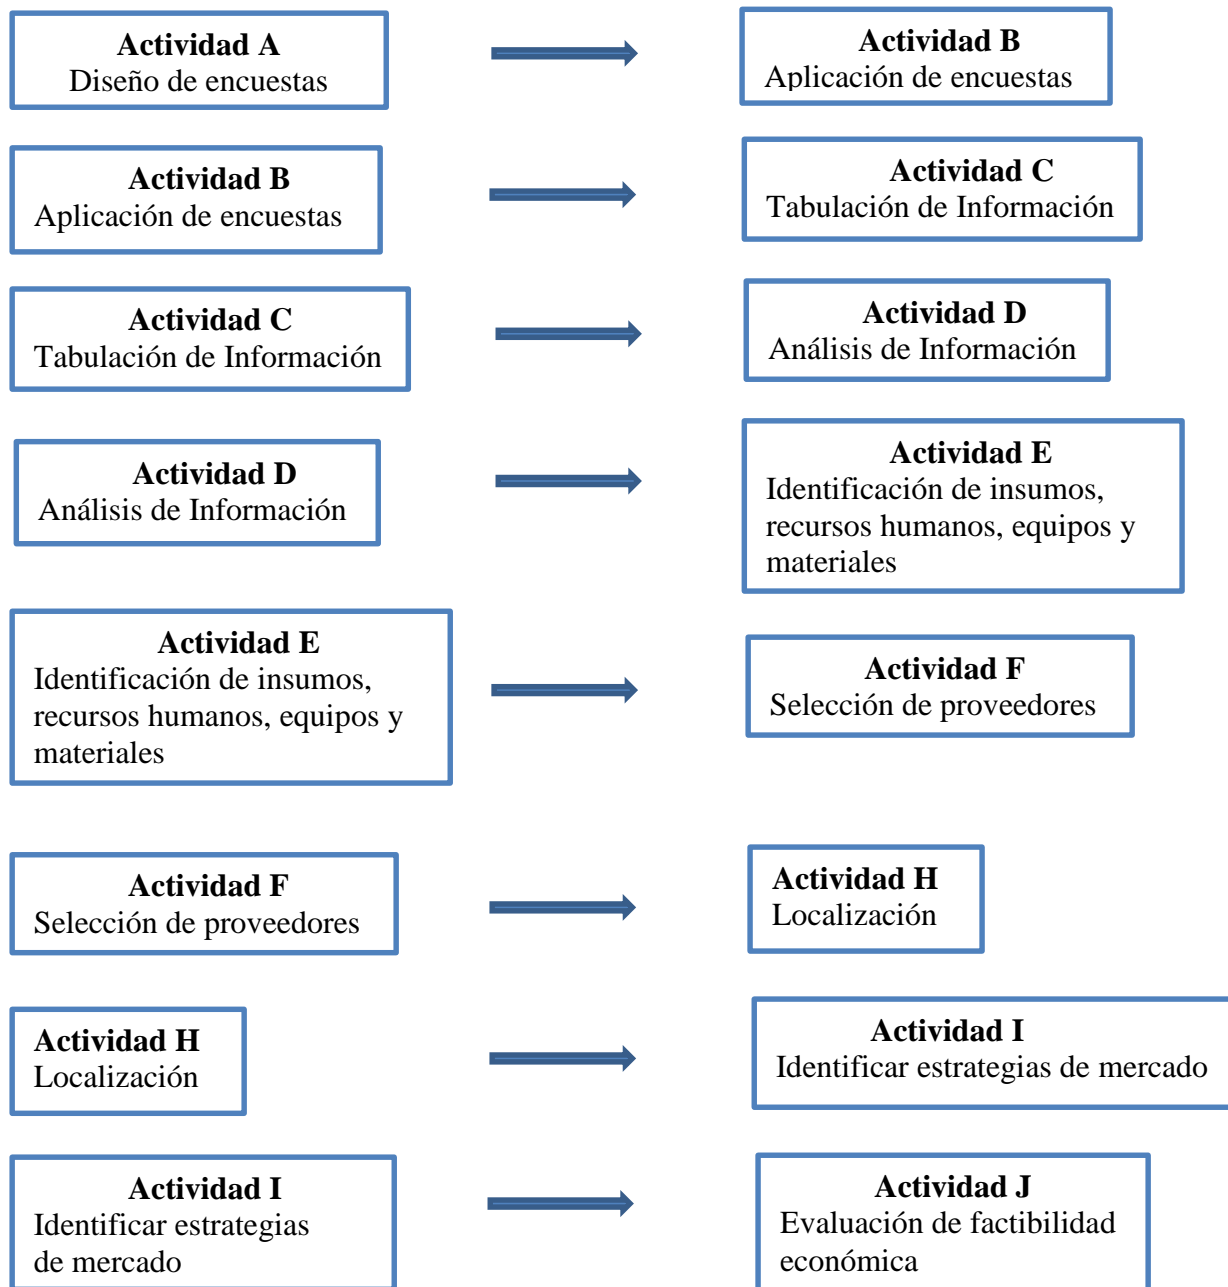 Actividad A
Diseño de encuestas
Actividad B
Aplicación de encuestas
Actividad B
Aplicación de encuestas
Actividad C
Tabulación de Información
Actividad C
Tabulación de Información
Actividad D
Análisis de Información
Actividad D
Análisis de Información
Actividad E
Identificación de insumos,
recursos humanos, equipos y
materiales
Actividad E
Identificación de insumos,
recursos humanos, equipos y
materiales
Actividad F
Selección de proveedores
Actividad F
Selección de proveedores
Actividad H
Localización
Actividad H
Localización
Actividad I
Identificar estrategias de mercado
Actividad I
Identificar estrategias
de mercado
Actividad J
Evaluación de factibilidad
económica